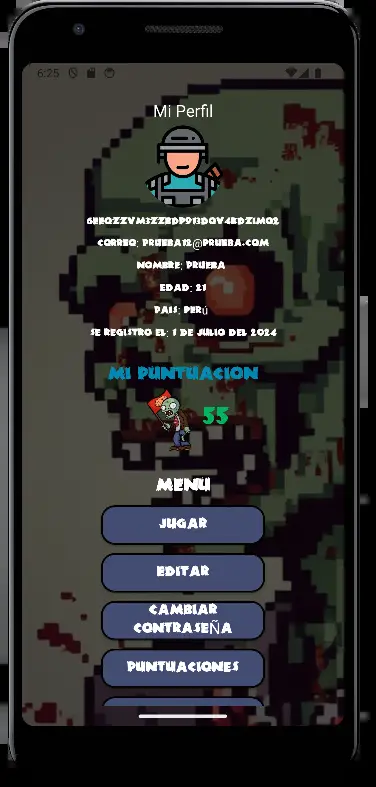 6:25
Mi Perfil
CORREO: PRUEBA12@PRUEBA.COM
NOMBRE: PRUEBA
EDAD: 21
PAIS: PERÚ
SE REGISTRO EL: 1 DE JULIO DEL 2024
MI PUNTUACION
55
MENU
JUGAR
EDITAR
CAMBIAR
CONTRASEÑA
PUNTUACIONES